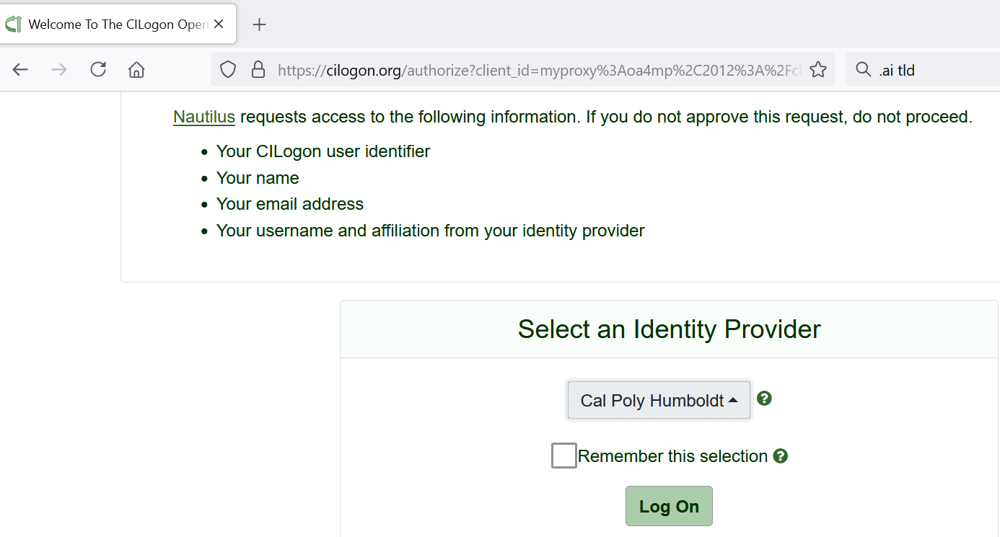 Welcome To The CILogon Open
https://cilogon.org/authorize?client_id=myproxy%3Aoa4mp%2C2012%3A%2Fcl
.ai tld
Nautilus requests access to the following information. If you do not approve this request, do not proceed.
• Your CILogon user identifier
• Your name
• Your email address
• Your username and affiliation from your identity provider
Select an Identity Provider
Cal Poly Humboldt
Remember this selection
Log On